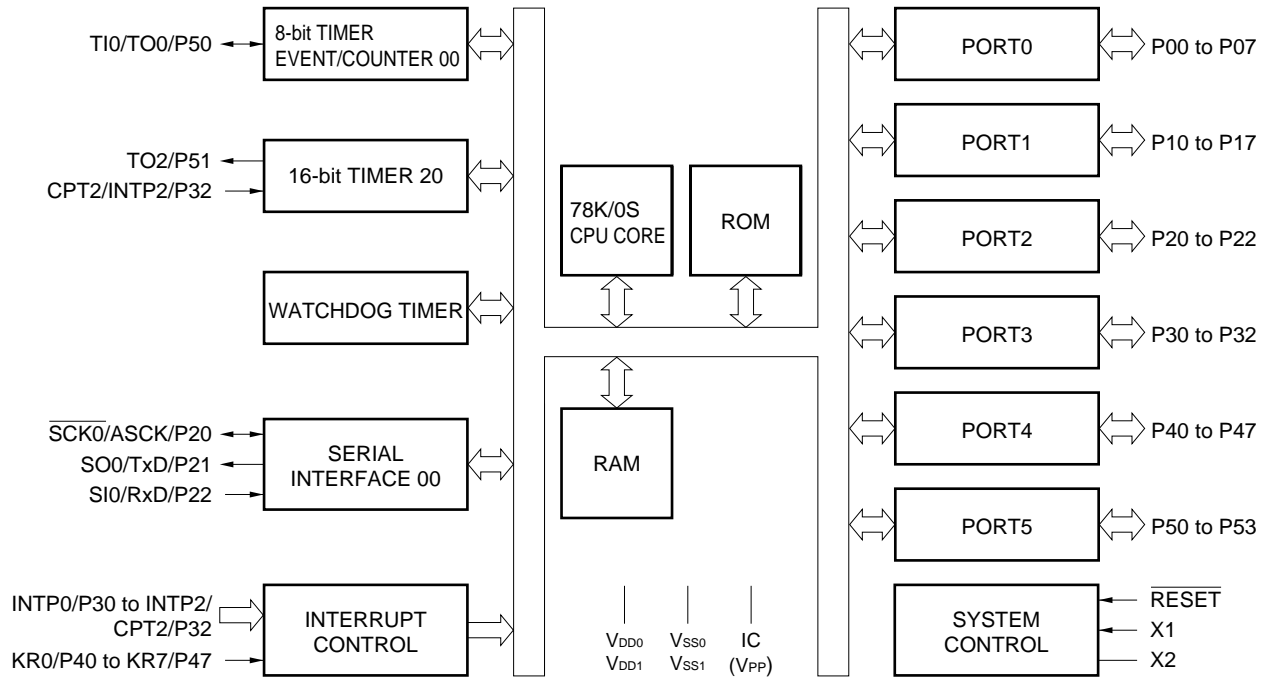 TI0/TO0/P50
8-bit TIMER
EVENT/COUNTER 00
TO2/P51
CPT2/INTP2/P32
16-bit TIMER 20
WATCHDOG TIMER
SCK0/ASCK/P20
SO0/TxD/P21
SI0/RxD/P22
SERIAL
INTERFACE 00
INTP0/P30 to INTP2/
CPT2/P32
KR0/P40 to KR7/P47
INTERRUPT
CONTROL
78K/0S
CPU CORE
ROM
RAM
VDD0
VDD1
VSS0
VSS1
IC
(VPP)
PORT0
P00 to P07
PORT1
P10 to P17
PORT2
P20 to P22
PORT3
P30 to P32
PORT4
P40 to P47
PORT5
P50 to P53
SYSTEM
CONTROL
RESET
X1
X2